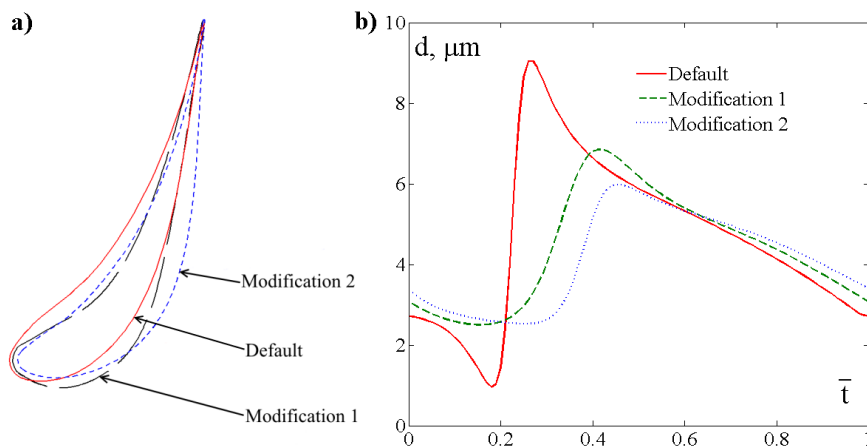 a)
Modification 2
Default
Modification 1
b)
d, μm
Default
Modification 1
Modification 2
10
8
6
4
2
0
0
0.2
0.4
0.6
0.8
1
t̅